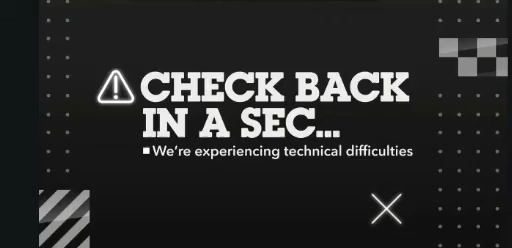 CHECK BACK
IN A SEC...
We're experiencing technical difficulties